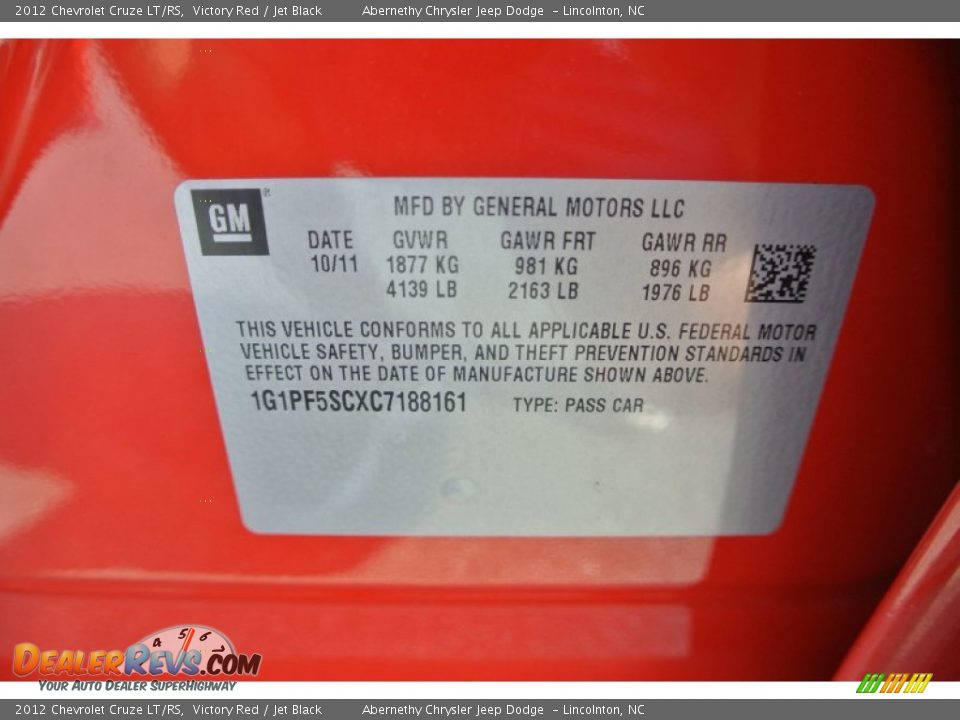 2012 Chevrolet Cruze LT/RS, Victory Red / Jet Black Abernethy Chrysler Jeep Dodge - Lincolnton, NC
GM®
MFD BY GENERAL MOTORS LLC
DATE GVWR GAWR FRT GAWR RR
10/11 1877 KG 981 KG 896 KG
4139 LB 2163 LB 1976 LB
THIS VEHICLE CONFORMS TO ALL APPLICABLE U.S. FEDERAL MOTOR
VEHICLE SAFETY, BUMPER, AND THEFT PREVENTION STANDARDS IN
EFFECT ON THE DATE OF MANUFACTURE SHOWN ABOVE.
1G1PF5SCXC7188161 TYPE: PASS CAR
4 5 6
DEALERREVS.COM
YOUR AUTO DEALER SUPERHIGHWAY
2012 Chevrolet Cruze LT/RS, Victory Red / Jet Black Abernethy Chrysler Jeep Dodge - Lincolnton, NC